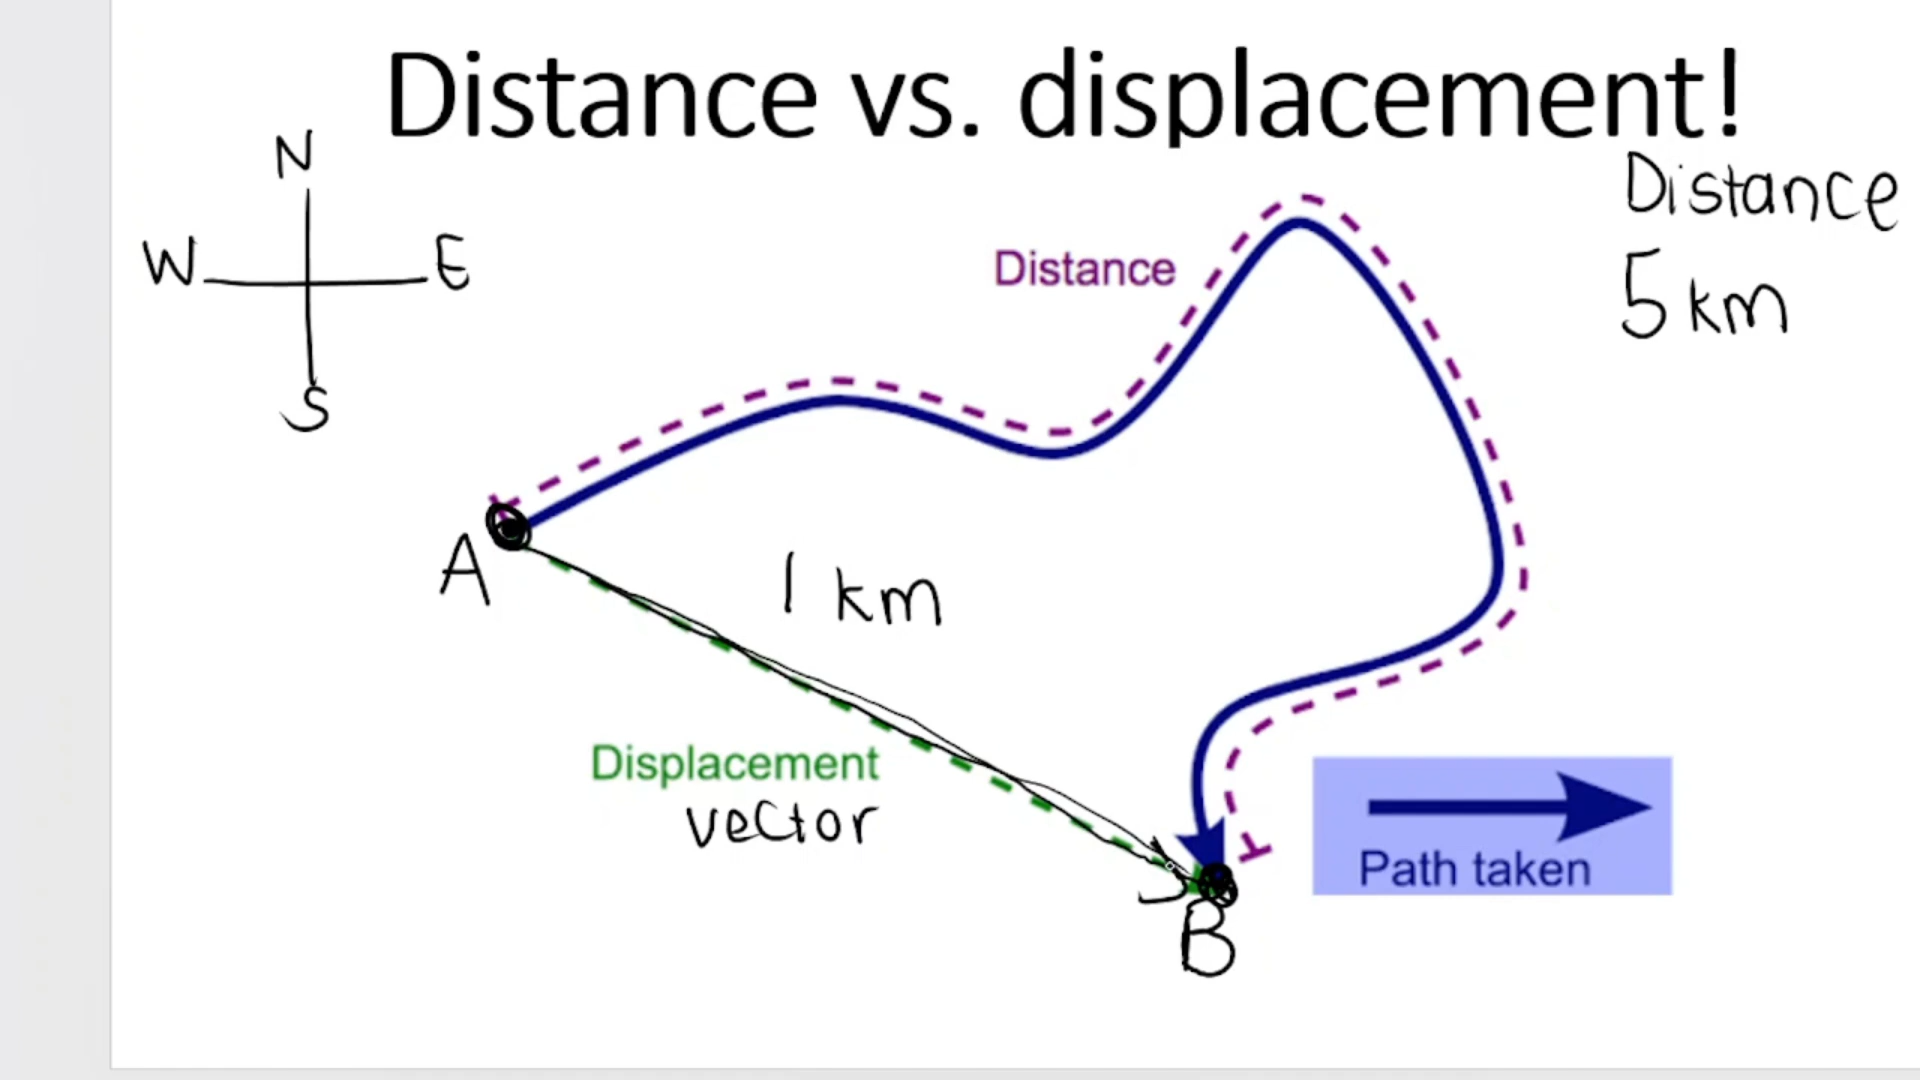 Distance vs. displacement!
N
W E
S
Distance
5 km
Distance
A
1 km
Displacement
vector
B
Path taken